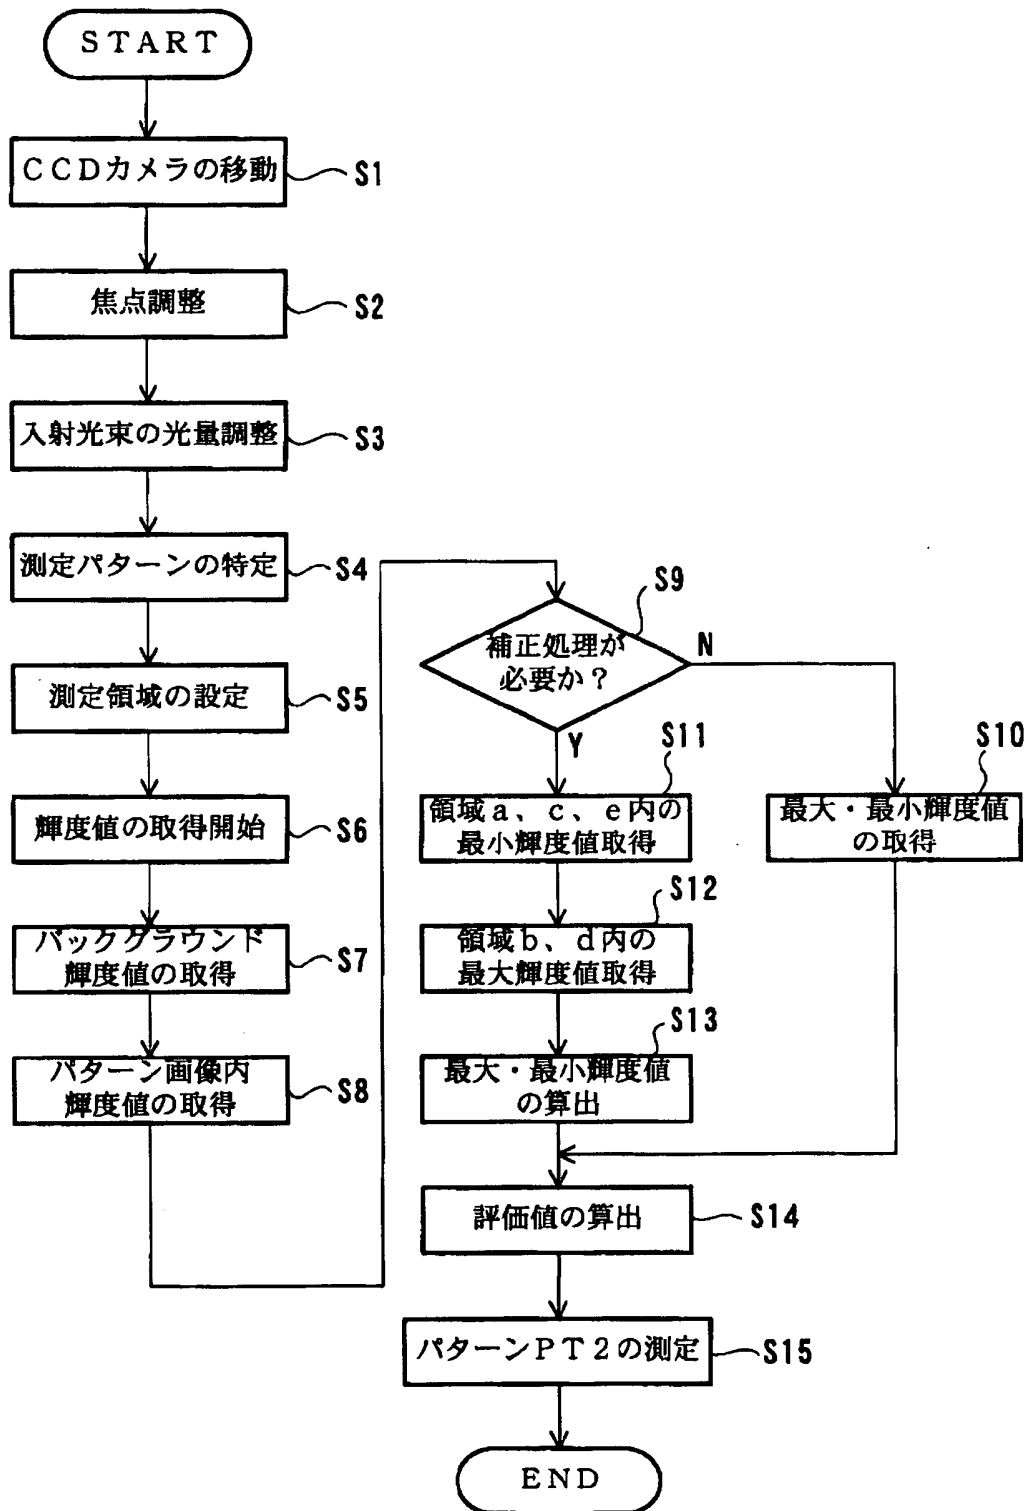 START
CCDカメラの移動
S1
焦点調整
S2
入射光束の光量調整
S3
測定パターンの特定
S4
測定領域の設定
S5
輝度値の取得開始
S6
バックグラウンド
輝度値の取得
S7
パターン画像内
輝度値の取得
S8
S9
補正処理が
必要か？
N
Y
S11
領域a、c、e内の
最小輝度値取得
S10
最大・最小輝度値
の取得
S12
領域b、d内の
最大輝度値取得
S13
最大・最小輝度値
の算出
評価値の算出
S14
パターンPT2の測定
S15
END